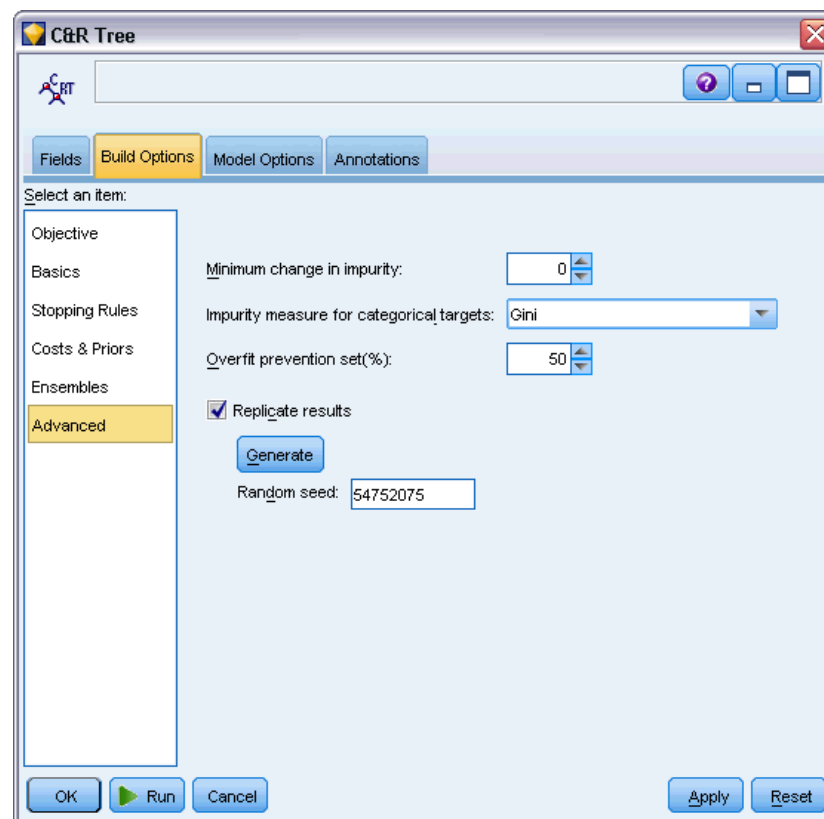 C&R Tree
C RT
?
Fields Build Options Model Options Annotations
Select an item:
Objective
Basics
Stopping Rules
Costs & Priors
Ensembles
Advanced
Minimum change in impurity: 0
Impurity measure for categorical targets: Gini
Overfit prevention set(%): 50
Replicate results
Generate
Random seed: 54752075
OK Run Cancel Apply Reset